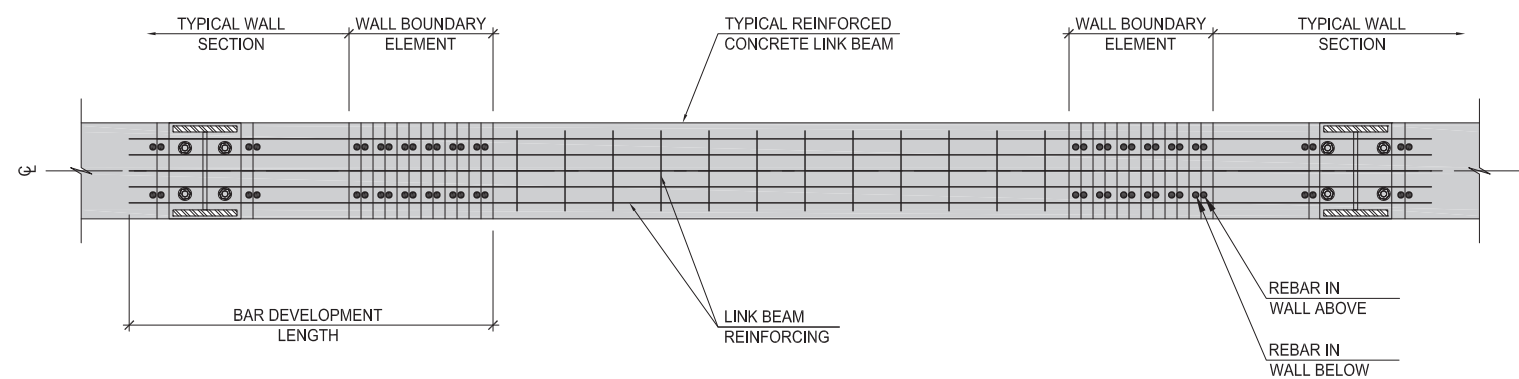 TYPICAL WALL
SECTION
WALL BOUNDARY
ELEMENT
TYPICAL REINFORCED
CONCRETE LINK BEAM
WALL BOUNDARY
ELEMENT
TYPICAL WALL
SECTION
℄
BAR DEVELOPMENT
LENGTH
LINK BEAM
REINFORCING
REBAR IN
WALL ABOVE
REBAR IN
WALL BELOW